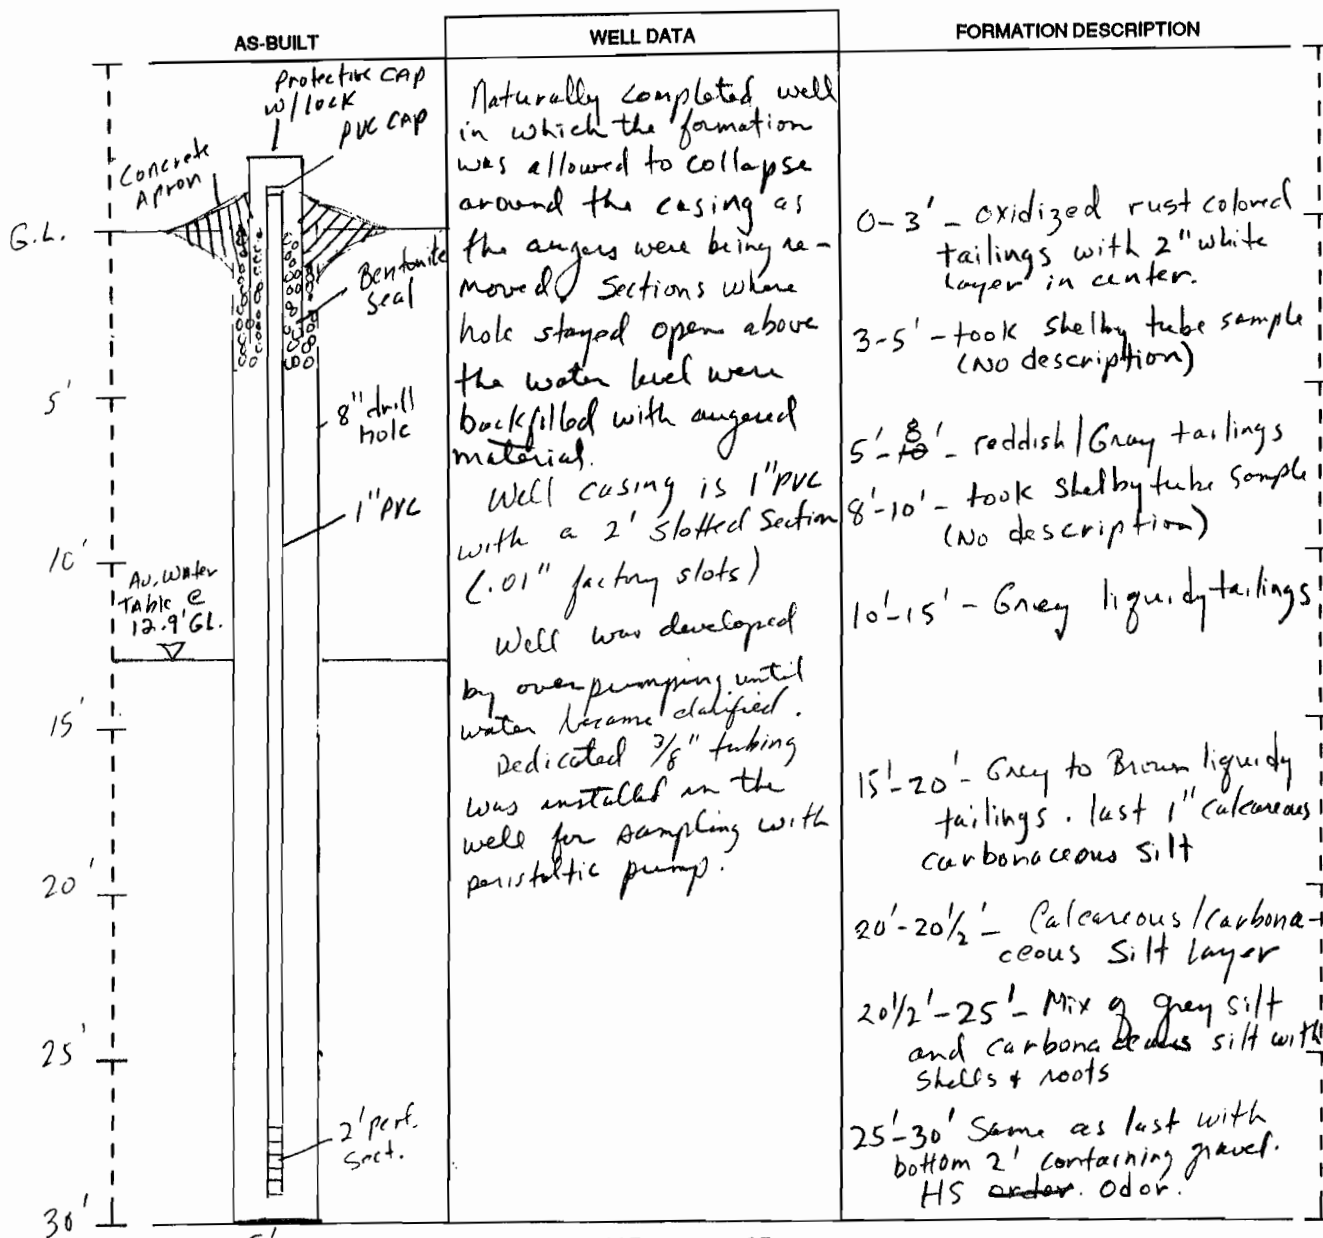 AS-BUILT
Protective CAP
w/ lock
PVC CAP
Concrete
Apron
G.L.
Bentonite
seal
5'
8" drill
hole
1" PVC
10'
Av. Water
Table @
12.9' GL.
15'
20'
25'
2' perf.
sect.
30'
WELL DATA
Naturally completed well
in which the formation
was allowed to collapse
around the casing as
the augers were being re-
moved. Sections where
hole stayed open above
the water level were
backfilled with augered
material.
Well casing is 1" PVC
with a 2' slotted section
(.01" factory slots)
Well was developed
by overpumping until
water became clarified.
Dedicated 3/8" tubing
was installed in the
well for sampling with
peristaltic pump.
FORMATION DESCRIPTION
0-3' - oxidized rust colored
tailings with 2" white
layer in center.
3-5' - took shelby tube sample
(No description)
5'-8' - reddish/Gray tailings
8'-10' - took shelby tube sample
(No description)
10'-15' - Grey liquidy tailings
15'-20' - Grey to Brown liquidy
tailings. last 1" calcareous
carbonaceous silt
20'-20 1/2' - Calcareous/carbona-
ceous Silt layer
20 1/2'-25' - Mix of grey silt
and carbonaceous silt with
shells & roots
25'-30' Same as last with
bottom 2' containing gravel.
HS order. Odor.